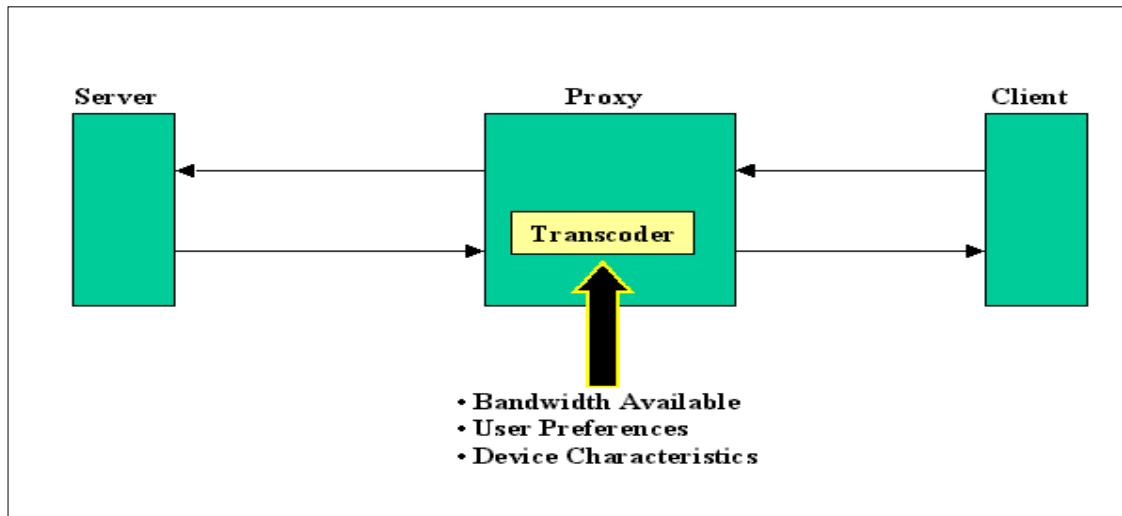 Server
Proxy
Client
Transcoder
• Bandwidth Available
• User Preferences
• Device Characteristics